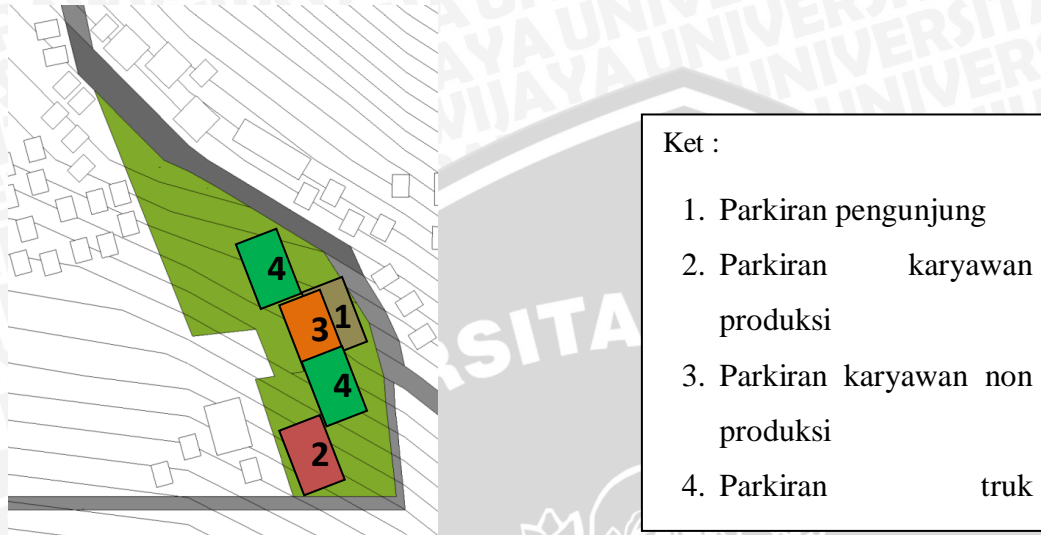 4
1
3
4
2
Ket :
1. Parkiran pengunjung
2. Parkiran karyawan
produksi
3. Parkiran karyawan non
produksi
4. Parkiran truk